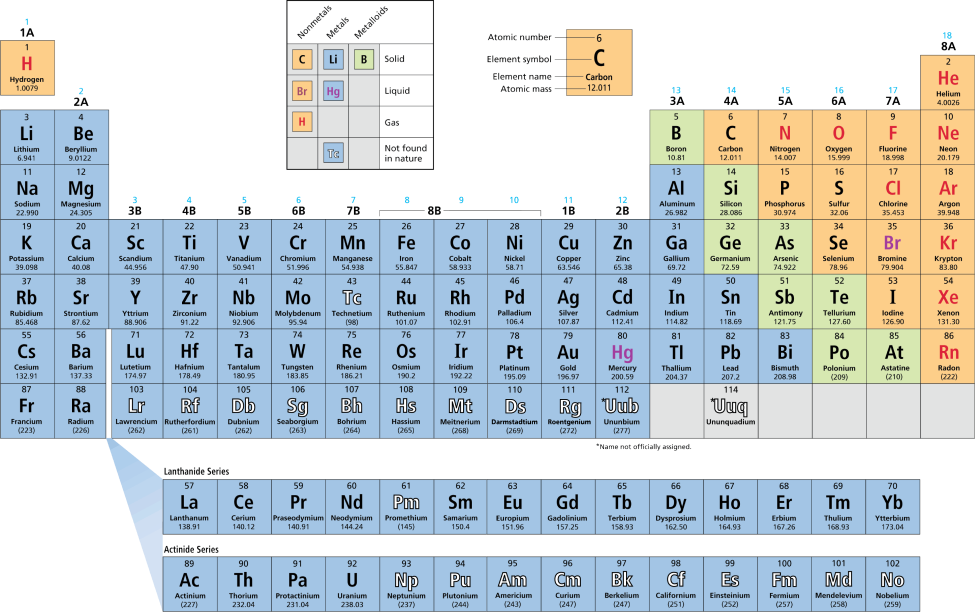 Nonmetals Metals Metalloids
C Li B Solid
Br Hg Liquid
H Gas
Tc Not found
in nature
Atomic number 6
Element symbol C
Element name Carbon
Atomic mass 12.011
1 18
1A 8A
1 2
H He
Hydrogen Helium
1.0079 4.0026
2 13 14 15 16 17
2A 3A 4A 5A 6A 7A
3 4 5 6 7 8 9 10
Li Be B C N O F Ne
Lithium Beryllium Boron Carbon Nitrogen Oxygen Fluorine Neon
6.941 9.0122 10.81 12.011 14.007 15.999 18.998 20.179
11 12 13 14 15 16 17 18
Na Mg Al Si P S Cl Ar
Sodium Magnesium Aluminum Silicon Phosphorus Sulfur Chlorine Argon
22.990 24.305 26.982 28.086 30.974 32.06 35.453 39.948
3 4 5 6 7 8 9 10 11 12
3B 4B 5B 6B 7B 8B 1B 2B
19 20 21 22 23 24 25 26 27 28 29 30 31 32 33 34 35 36
K Ca Sc Ti V Cr Mn Fe Co Ni Cu Zn Ga Ge As Se Br Kr
Potassium Calcium Scandium Titanium Vanadium Chromium Manganese Iron Cobalt Nickel Copper Zinc Gallium Germanium Arsenic Selenium Bromine Krypton
39.098 40.08 44.956 47.90 50.941 51.996 54.938 55.847 58.933 58.71 63.546 65.38 69.72 72.59 74.922 78.96 79.904 83.80
37 38 39 40 41 42 43 44 45 46 47 48 49 50 51 52 53 54
Rb Sr Y Zr Nb Mo Tc Ru Rh Pd Ag Cd In Sn Sb Te I Xe
Rubidium Strontium Yttrium Zirconium Niobium Molybdenum Technetium Ruthenium Rhodium Palladium Silver Cadmium Indium Tin Antimony Tellurium Iodine Xenon
85.468 87.62 88.906 91.22 92.906 95.94 (98) 101.07 102.91 106.4 107.87 112.41 114.82 118.69 121.75 127.60 126.90 131.30
55 56 71 72 73 74 75 76 77 78 79 80 81 82 83 84 85 86
Cs Ba Lu Hf Ta W Re Os Ir Pt Au Hg Tl Pb Bi Po At Rn
Cesium Barium Lutetium Hafnium Tantalum Tungsten Rhenium Osmium Iridium Platinum Gold Mercury Thallium Lead Bismuth Polonium Astatine Radon
132.91 137.33 174.97 178.49 180.95 183.85 186.21 190.2 192.22 195.09 196.97 200.59 204.37 207.2 208.98 (209) (210) (222)
87 88 103 104 105 106 107 108 109 110 111 112 114
Fr Ra Lr Rf Db Sg Bh Hs Mt Ds Rg *Uub *Uuq
Francium Radium Lawrencium Rutherfordium Dubnium Seaborgium Bohrium Hassium Meitnerium Darmstadtium Roentgenium Ununbium Ununquadium
(223) (226) (262) (261) (262) (263) (264) (265) (268) (269) (272) (277)
*Name not officially assigned.
Lanthanide Series
57 58 59 60 61 62 63 64 65 66 67 68 69 70
La Ce Pr Nd Pm Sm Eu Gd Tb Dy Ho Er Tm Yb
Lanthanum Cerium Praseodymium Neodymium Promethium Samarium Europium Gadolinium Terbium Dysprosium Holmium Erbium Thulium Ytterbium
138.91 140.12 140.91 144.24 (145) 150.4 151.96 157.25 158.93 162.50 164.93 167.26 168.93 173.04
Actinide Series
89 90 91 92 93 94 95 96 97 98 99 100 101 102
Ac Th Pa U Np Pu Am Cm Bk Cf Es Fm Md No
Actinium Thorium Protactinium Uranium Neptunium Plutonium Americium Curium Berkelium Californium Einsteinium Fermium Mendelevium Nobelium
(227) 232.04 231.04 238.03 (237) (244) (243) (247) (247) (251) (252) (257) (258) (259)